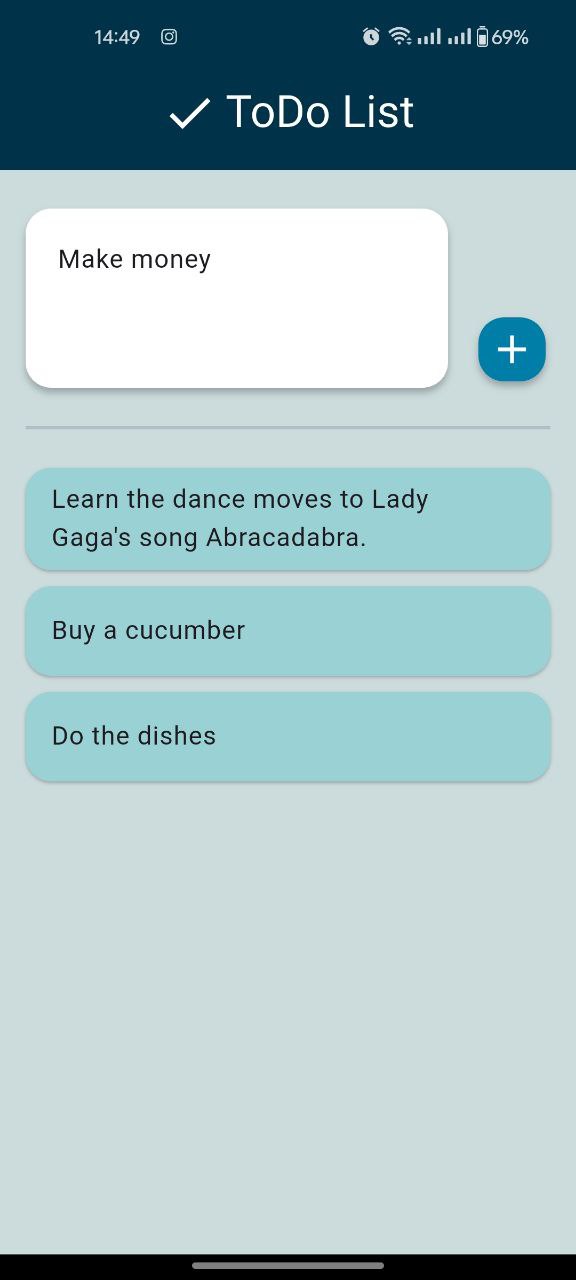 14:49 69%
ToDo List
Make money
Learn the dance moves to Lady
Gaga's song Abracadabra.
Buy a cucumber
Do the dishes